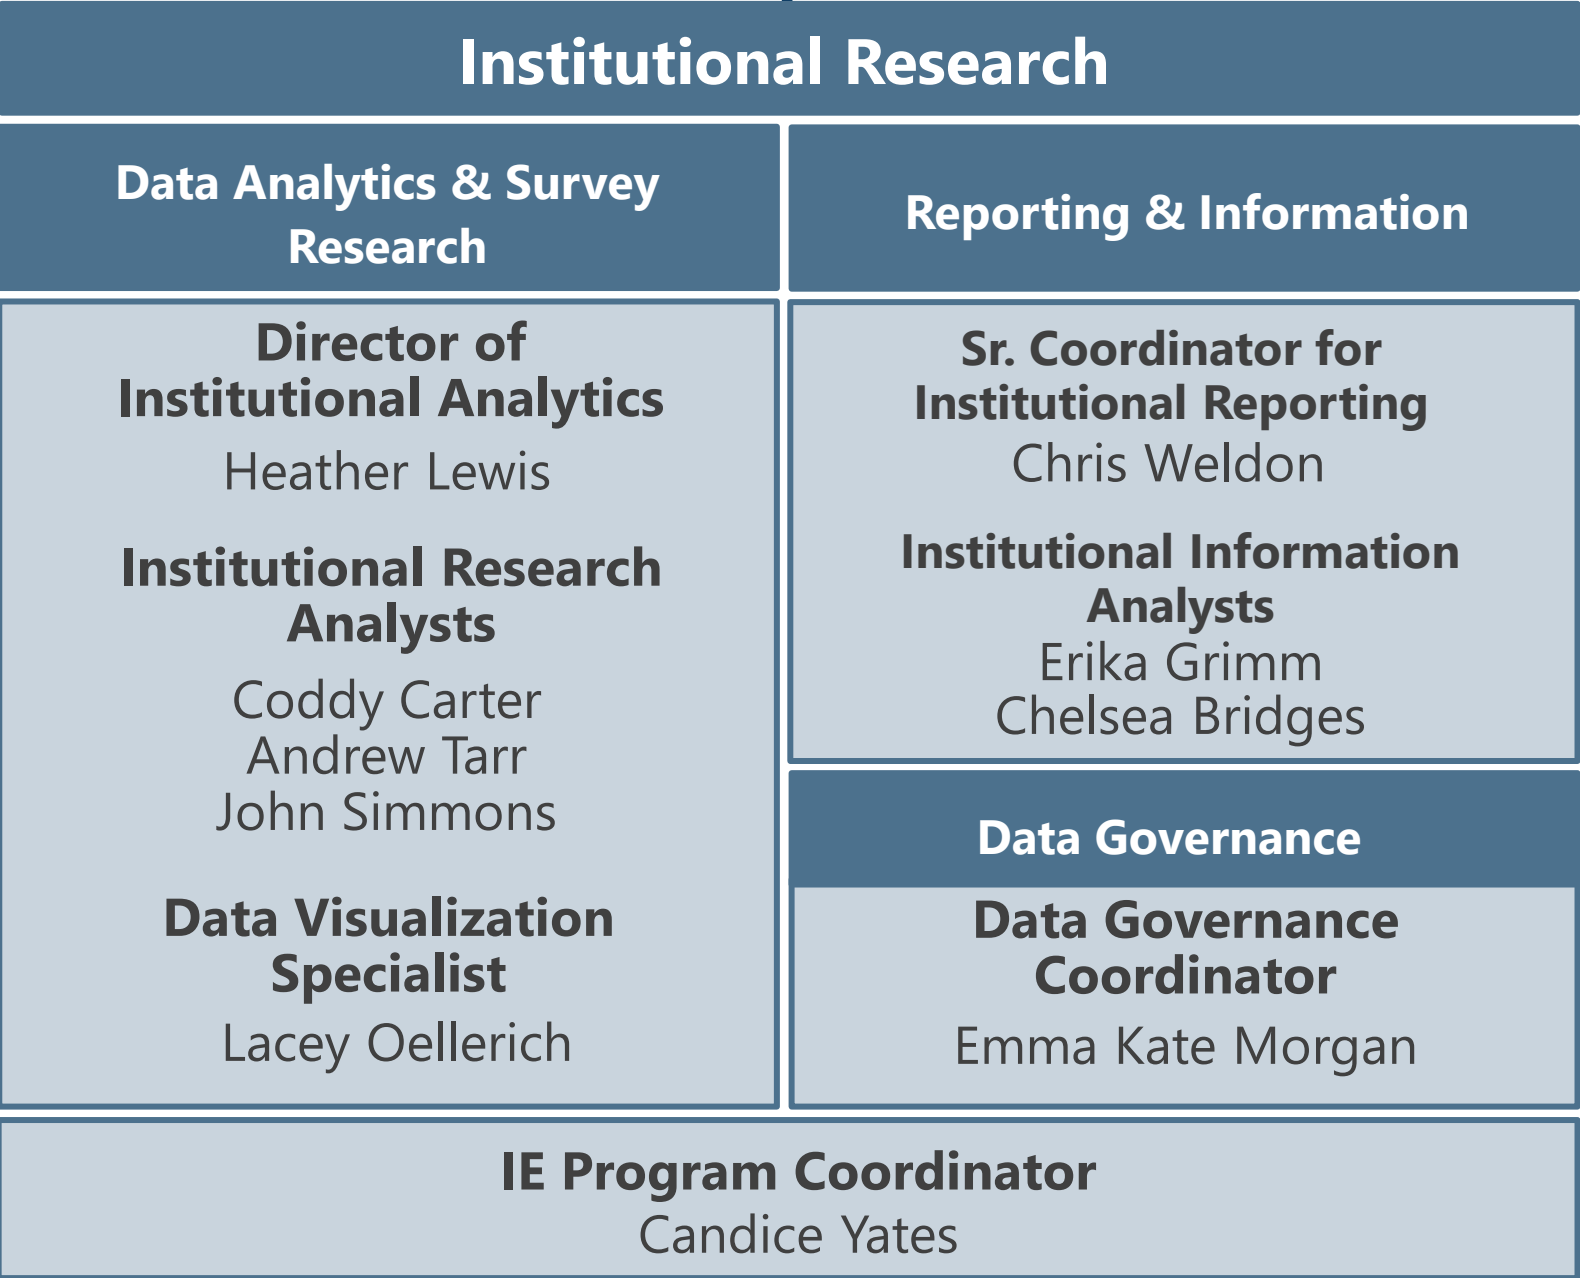 Institutional Research
Data Analytics & Survey
Research
Director of
Institutional Analytics
Heather Lewis
Institutional Research
Analysts
Coddy Carter
Andrew Tarr
John Simmons
Data Visualization
Specialist
Lacey Oellerich
Reporting & Information
Sr. Coordinator for
Institutional Reporting
Chris Weldon
Institutional Information
Analysts
Erika Grimm
Chelsea Bridges
Data Governance
Data Governance
Coordinator
Emma Kate Morgan
IE Program Coordinator
Candice Yates